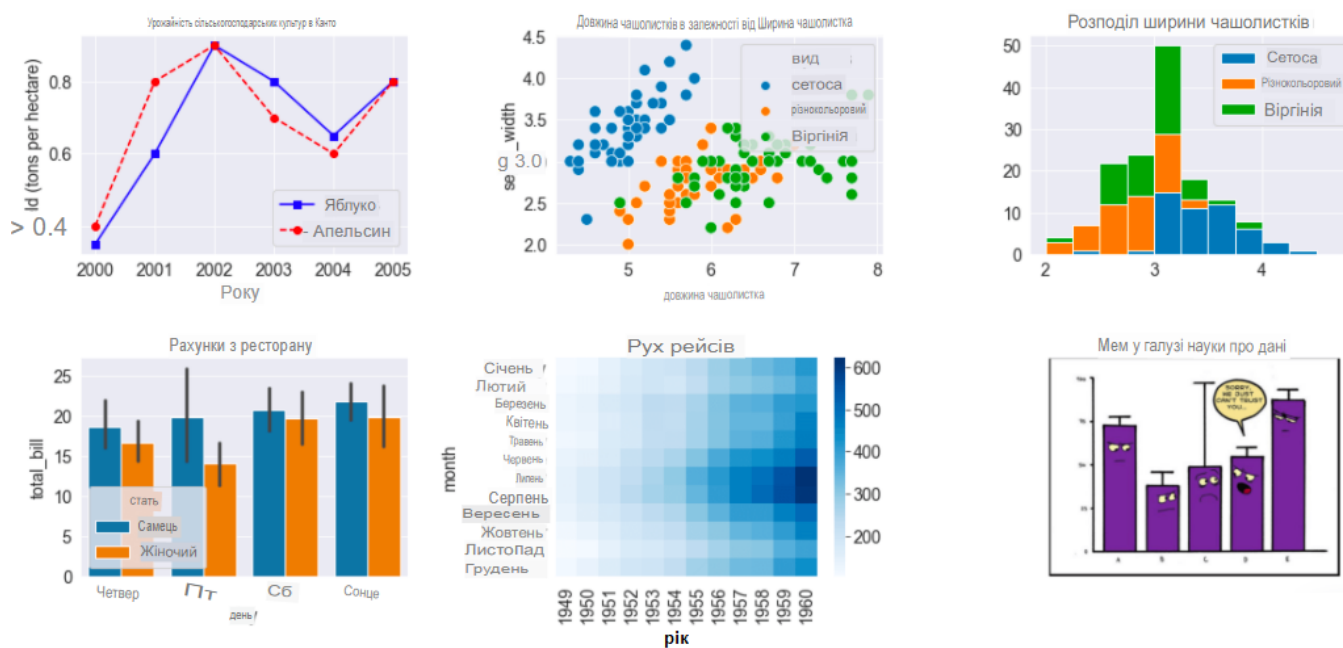 Урожайність сільськогосподарських культур в Канто
id (tons per hectare)
> 0.4
0.6
0.8
2000 2001 2002 2003 2004 2005
Року
Яблуко
Апельсин
Довжина чашолистків в залежності від Ширина чашолистка
4.5
4.0
3.5
g 3.0
2.5
2.0
se _width
вид
сетоса
різнокольоровий
Віргінія
5 6 7 8
довжина чашолистка
Розподіл ширини чашолистків
50
40
30
20
10
0
2 3 4
Сетоса
Різнокольоровий
Віргінія
Рахунки з ресторану
25
20
15
10
5
0
total_bill
стать
Самець
Жіночий
Четвер Пт Сб Сонце
день
Рух рейсів
month
Січень
Лютий
Березень
Квітень
Травень
Червень
Липень
Серпень
Вересень
Жовтень
Листопад
Грудень
1949 1950 1951 1952 1953 1954 1955 1956 1957 1958 1959 1960
рік
600
400
200
Мем у галузі науки про дані
SORRY,
WE JUST
CAN'T TRUST
YOU...
A B C D E